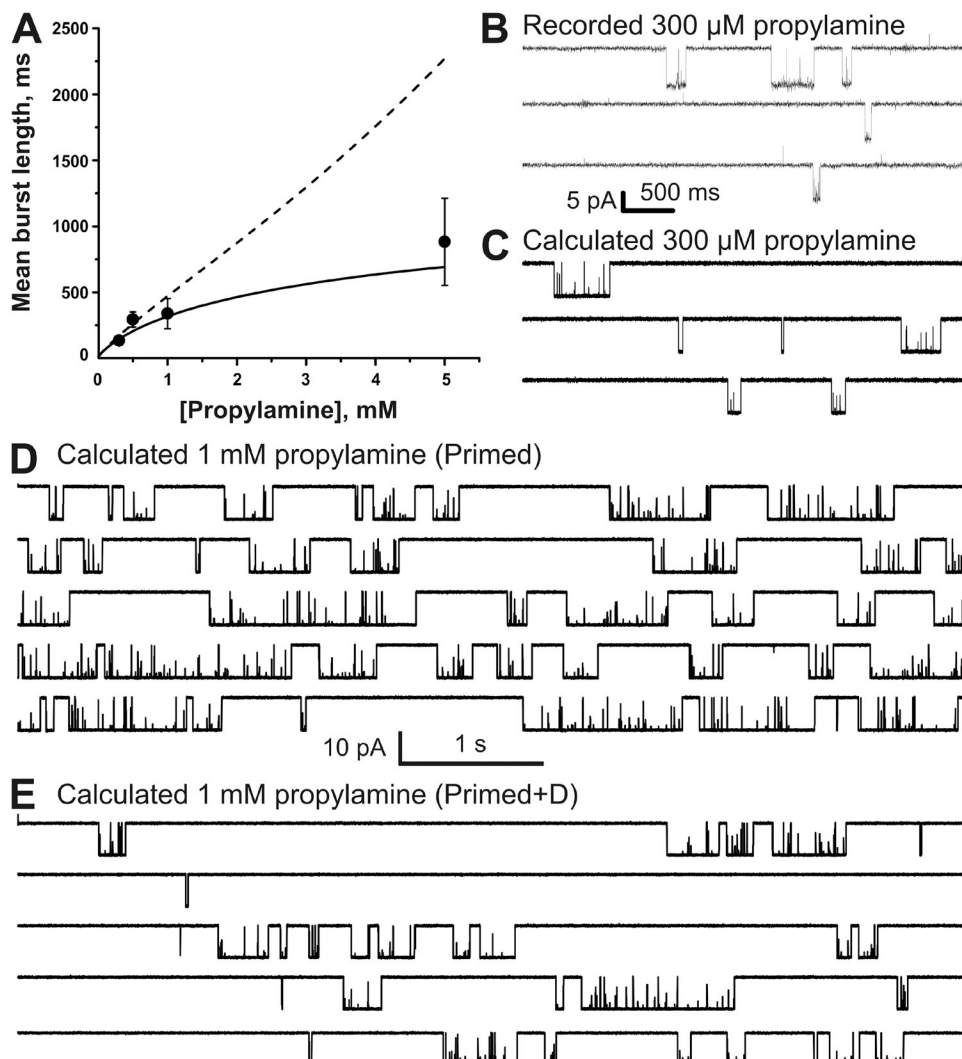 A
2500
2000
1500
1000
500
0
Mean burst length, ms
0 1 2 3 4 5
[Propylamine], mM
B Recorded 300 µM propylamine
5 pA 500 ms
C Calculated 300 µM propylamine
D Calculated 1 mM propylamine (Primed)
10 pA 1 s
E Calculated 1 mM propylamine (Primed+D)